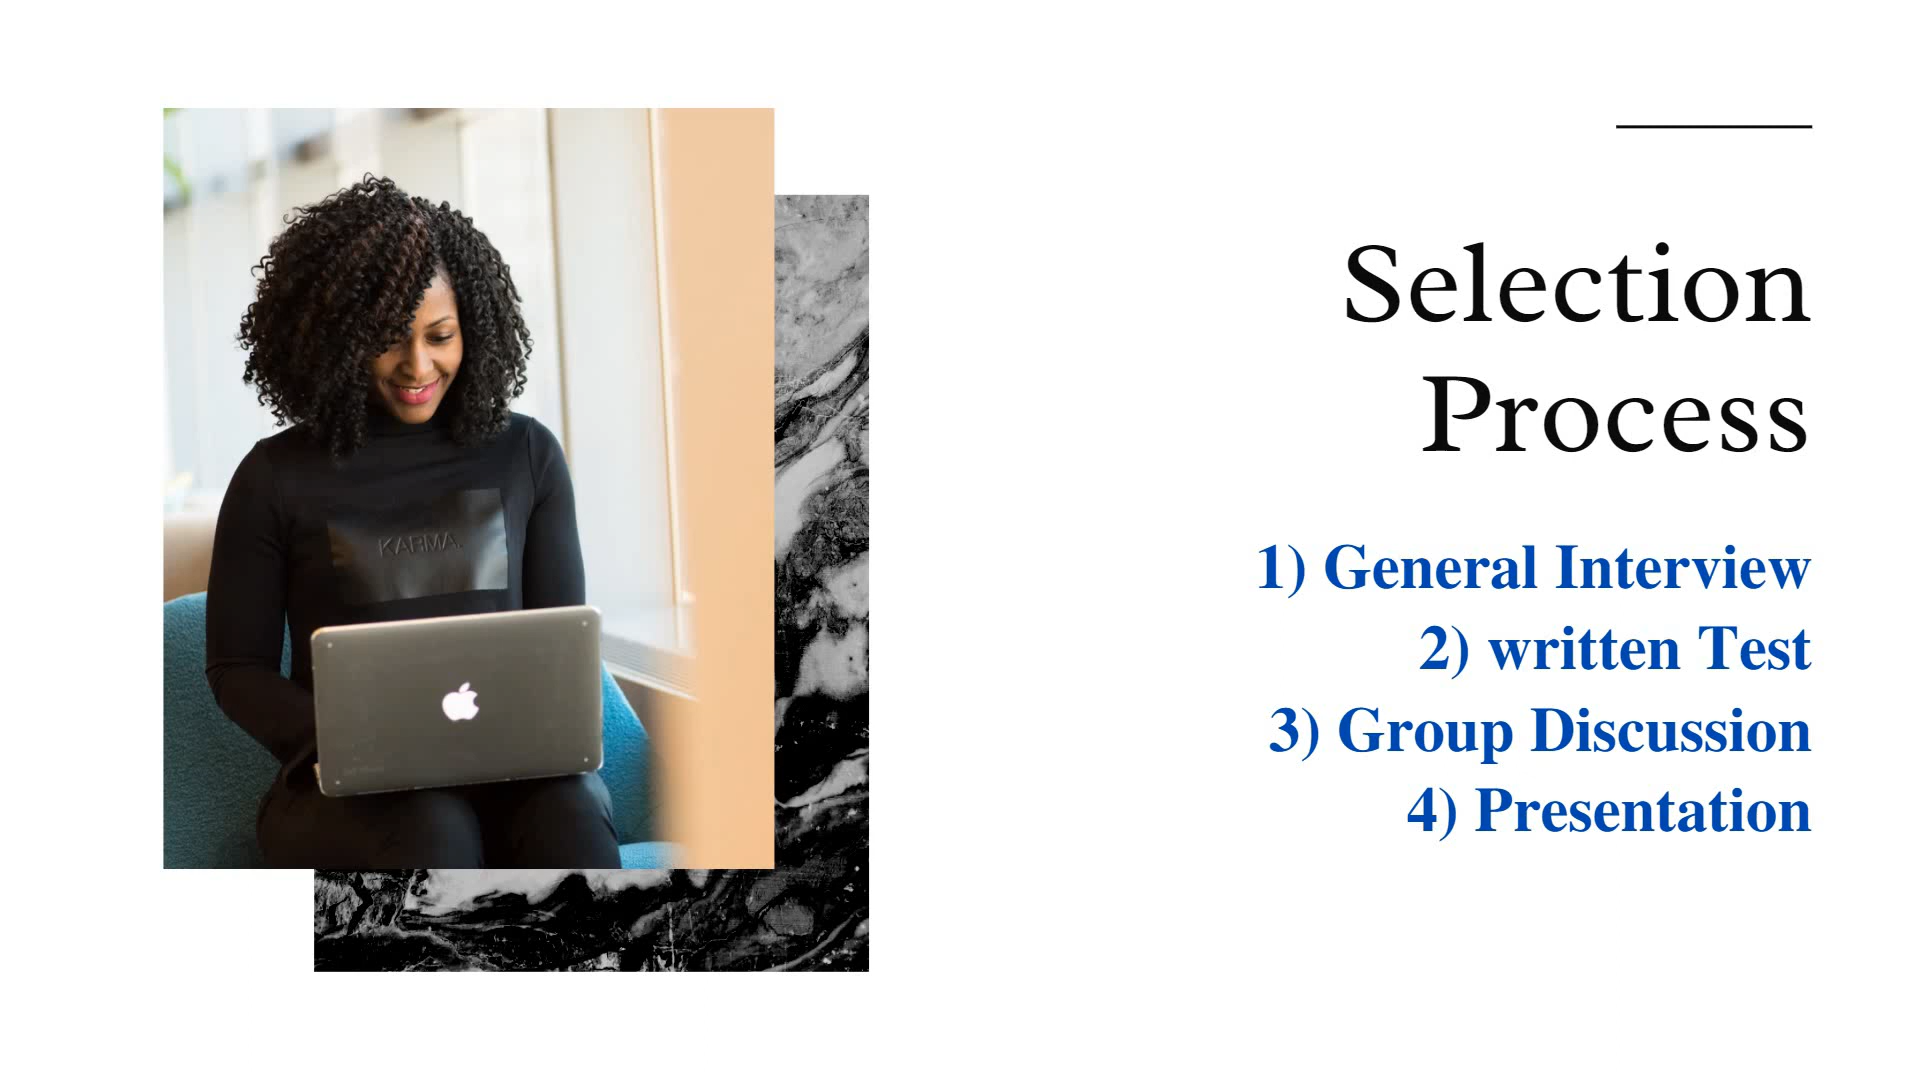 Selection
Process
1) General Interview
2) written Test
3) Group Discussion
4) Presentation
KARMA.